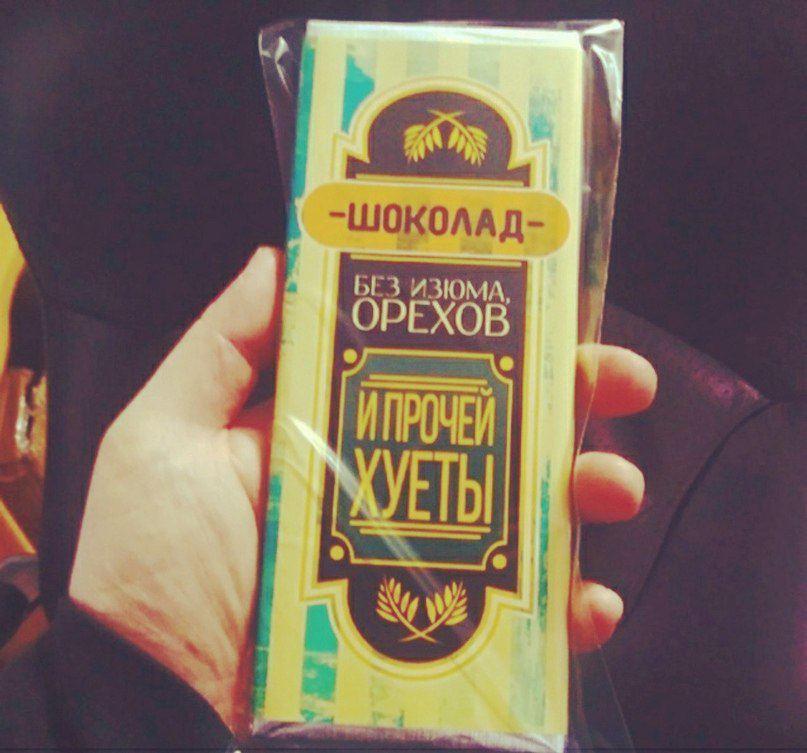 -ШОКОЛАД-
БЕЗ ИЗЮМА,
ОРЕХОВ
И ПРОЧЕЙ
ХУЕТЫ